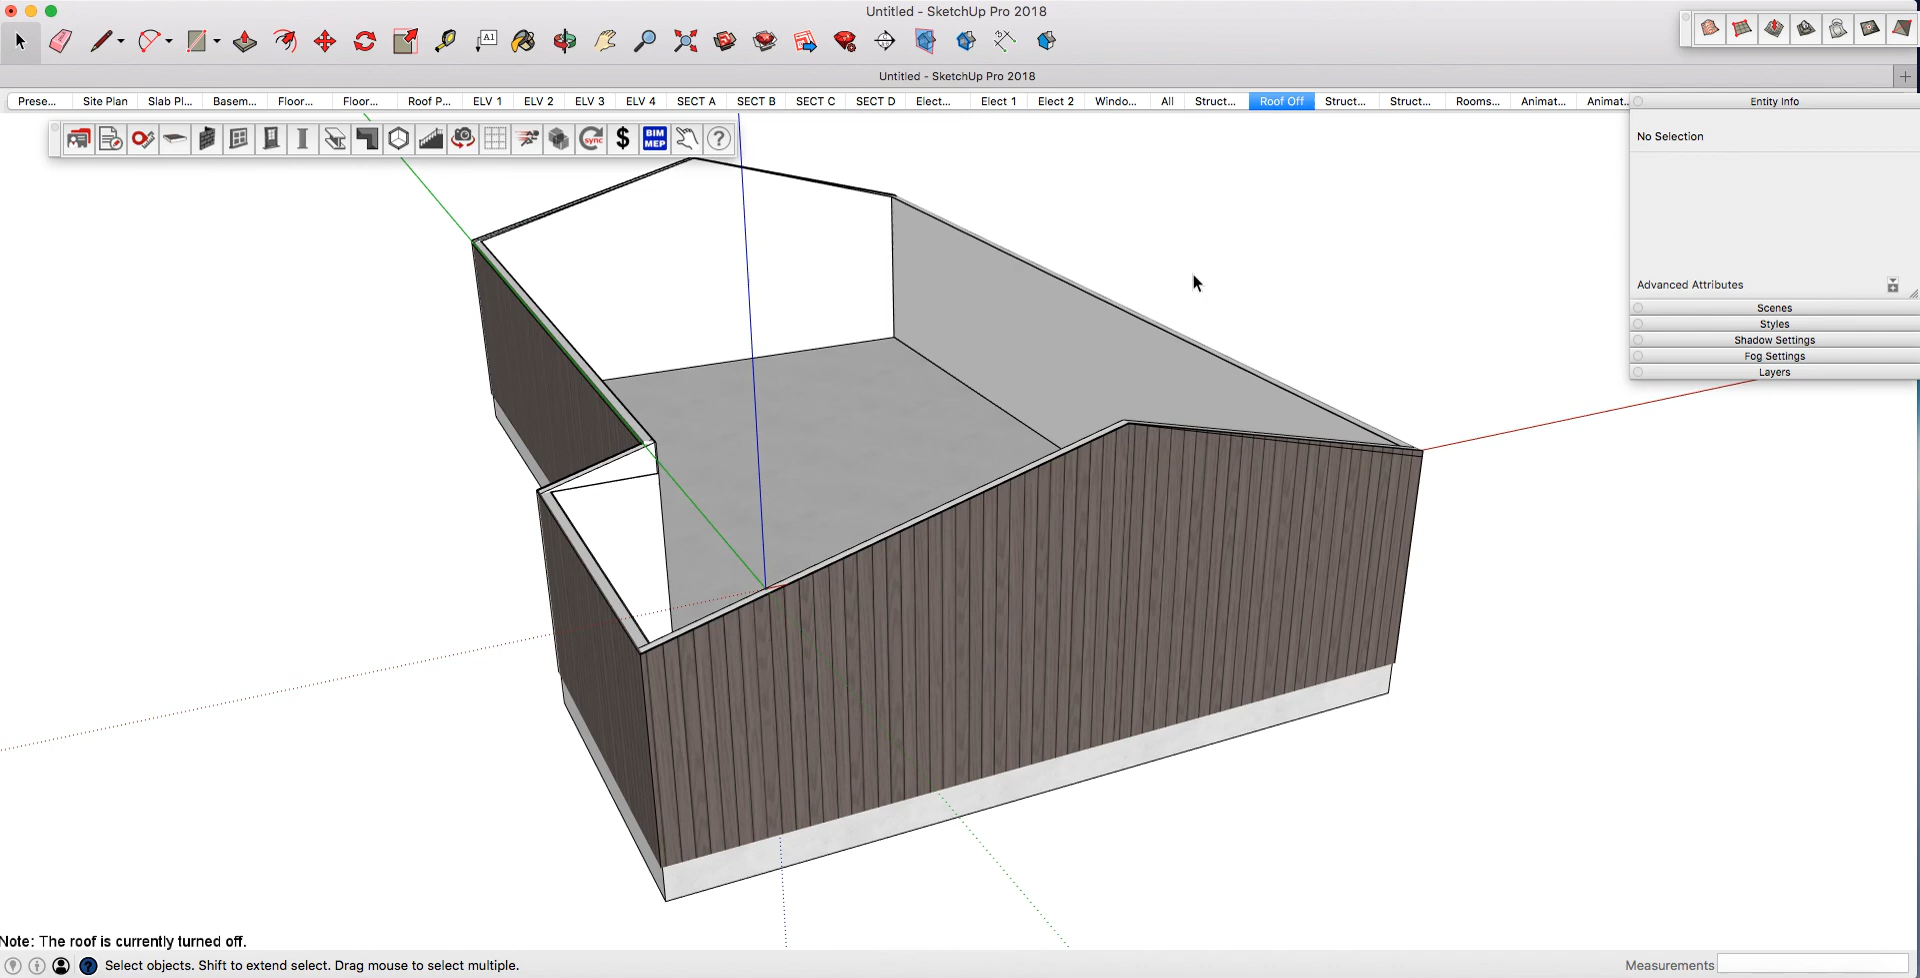 Untitled - SketchUp Pro 2018
A1
Untitled - SketchUp Pro 2018
Prese... Site Plan Slab Pl... Basem... Floor... Floor... Roof P... ELV 1 ELV 2 ELV 3 ELV 4 SECT A SECT B SECT C SECT D Elect... Elect 1 Elect 2 Windo... All Struct... Roof Off Struct... Struct... Rooms... Animat... Animat...
Entity Info
sync $ BIM MEP ?
No Selection
Advanced Attributes
Scenes
Styles
Shadow Settings
Fog Settings
Layers
Note: The roof is currently turned off.
? Select objects. Shift to extend select. Drag mouse to select multiple.
Measurements